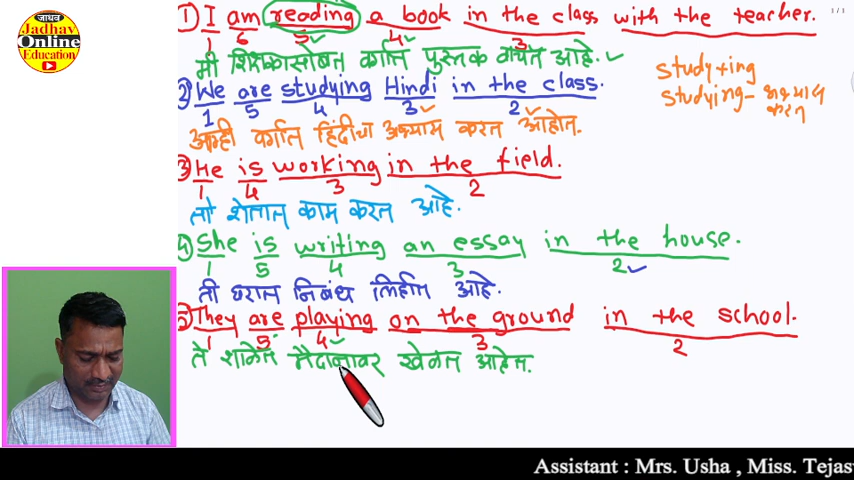 जाधव
Jadhav
Online
Education
1/1
1) I am reading a book in the class with the teacher.
1 6 5 4 3
मी शिक्षकासोबत वर्गात पुस्तक वाचत आहे.
2) We are studying Hindi in the class.
1 5 4 3 2
आम्ही वर्गात हिंदीचा अभ्यास करत आहोत.
study+ing
studying - अभ्यास
करत
3) He is working in the field.
1 4 3 2
तो शेतात काम करत आहे.
4) She is writing an essay in the house.
1 5 4 3 2
ती घरात निबंध लिहीत आहे.
They are playing on the ground in the school.
1 5 4 3 2
ते शाळेत मैदानावर खेळत आहेत.
Assistant : Mrs. Usha , Miss. Tejas